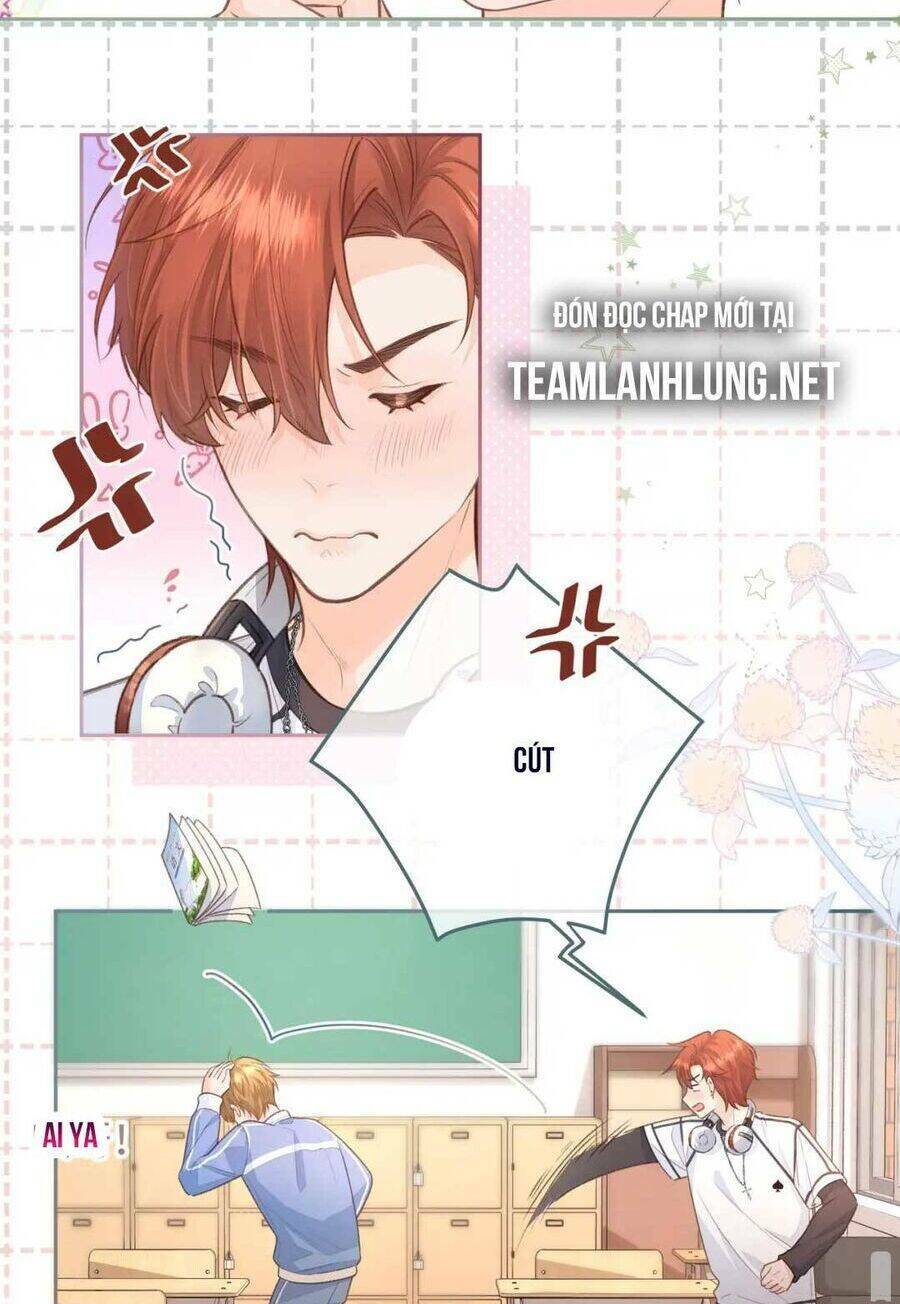 ĐÓN ĐỌC CHAP MỚI TẠI
TEAMLANHLUNG.NET
CÚT
AI YA !